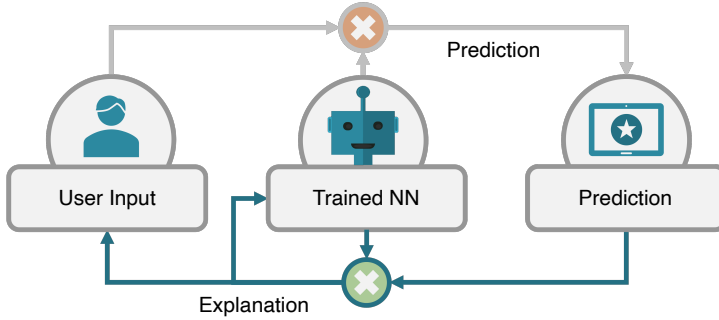 Prediction
User Input
Trained NN
Prediction
Explanation